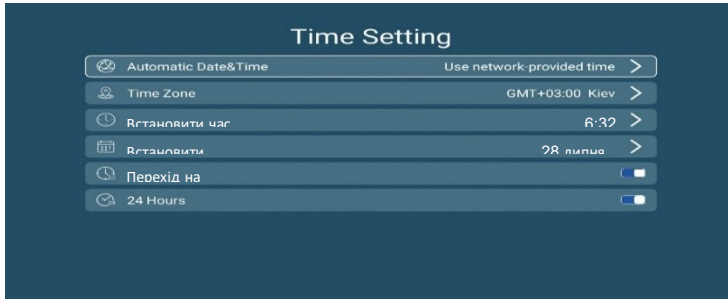 Time Setting
Automatic Date&Time Use network-provided time
Time Zone GMT+03:00 Kiev
Встановити час 6:32
Встановити 28 липня
Перехід на
24 Hours